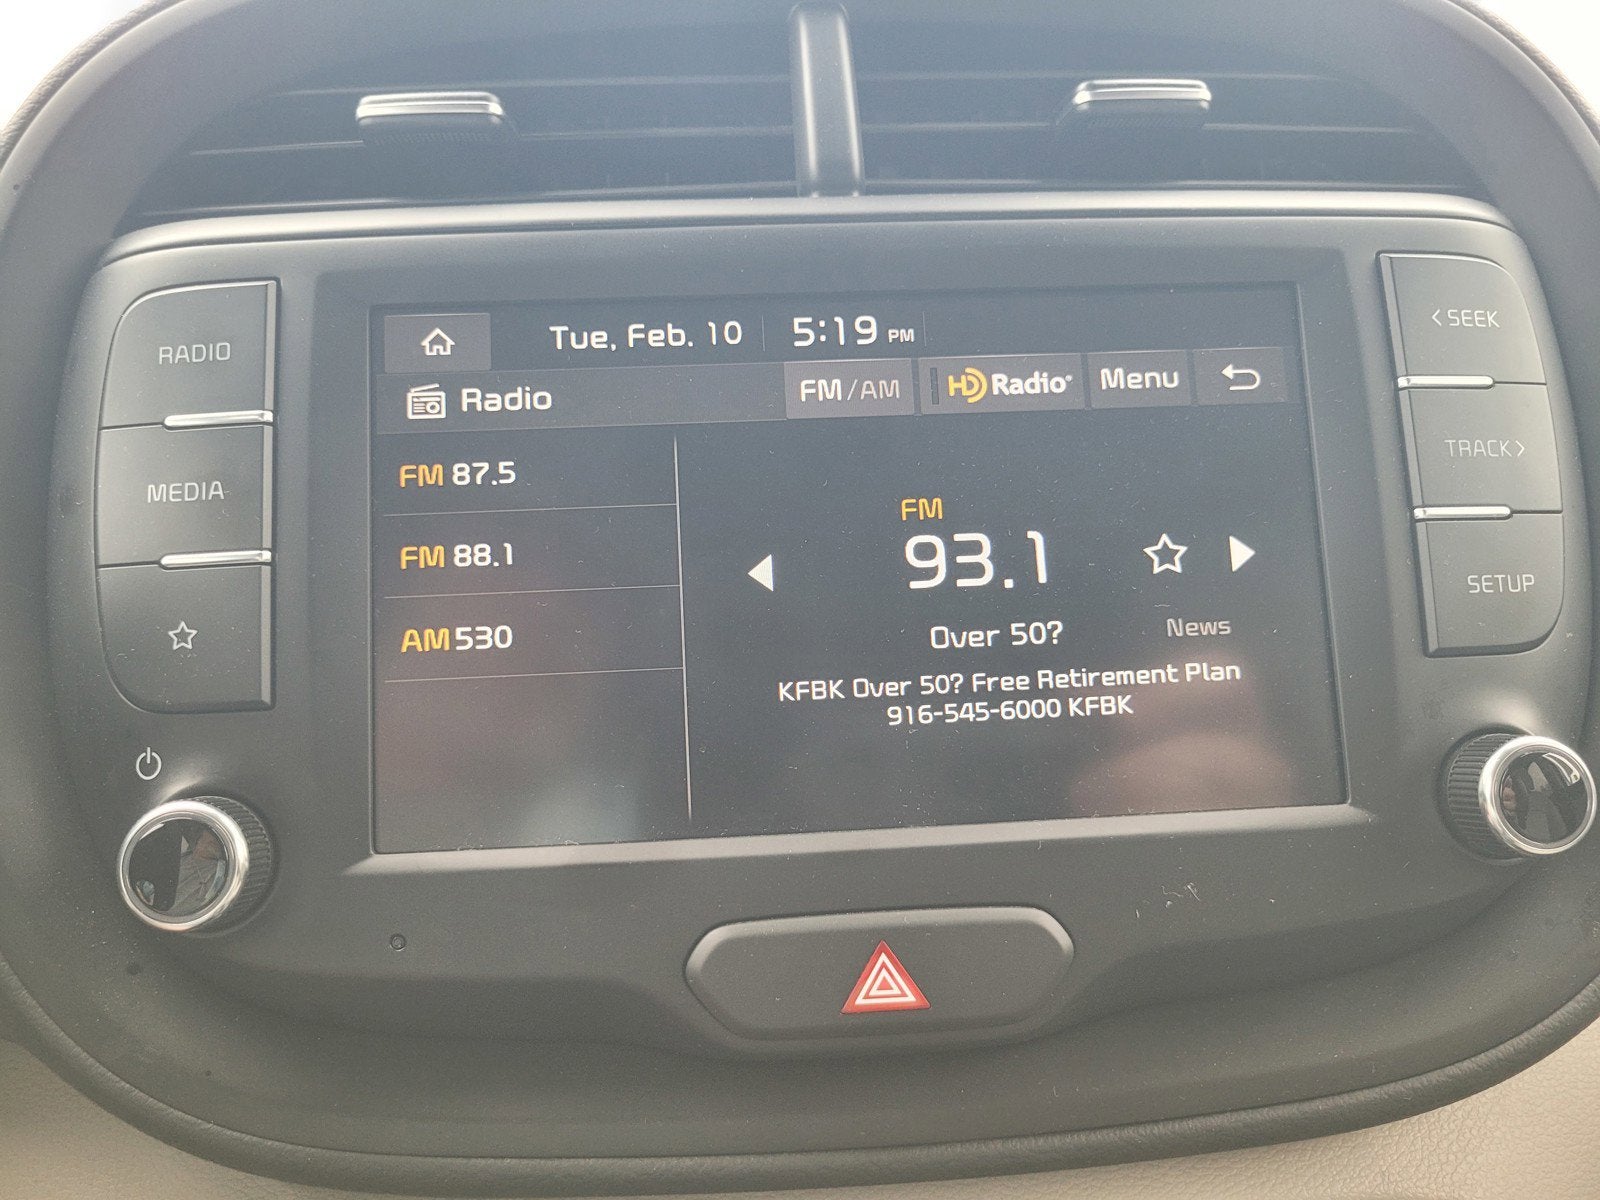 Tue, Feb. 10 5:19 PM
Radio FM/AM HD Radio® Menu
RADIO
MEDIA
FM 87.5
FM 88.1
AM 530
FM
93.1
Over 50? News
KFBK Over 50? Free Retirement Plan
916-545-6000 KFBK
<SEEK
TRACK>
SETUP